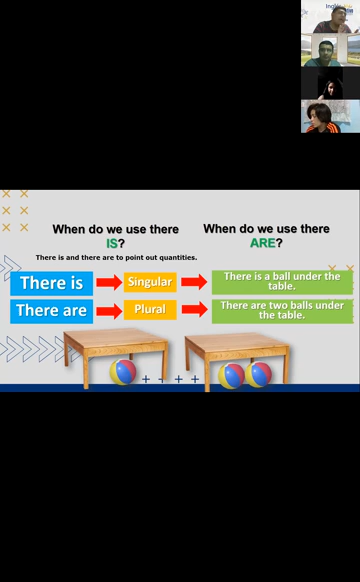 When do we use there
IS?
When do we use there
ARE?
There is and there are to point out quantities.
There is
Singular
There is a ball under the
table.
There are
Plural
There are two balls under
the table.